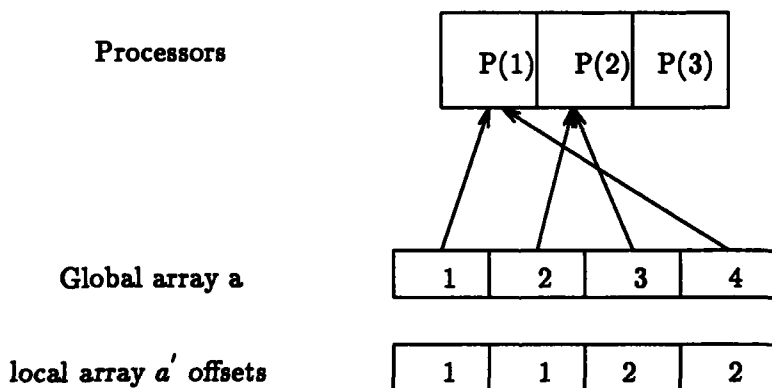 Processors P(1) P(2) P(3)
Global array a 1 2 3 4
local array a' offsets 1 1 2 2